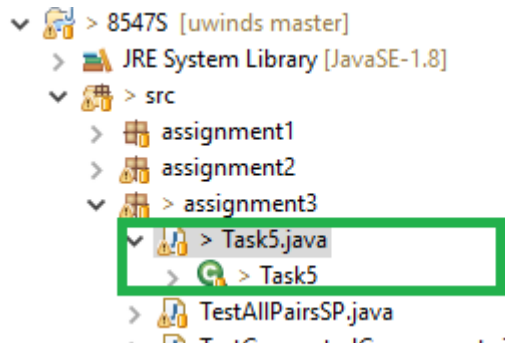 > 8547S [uwinds master]
JRE System Library [JavaSE-1.8]
> src
assignment1
assignment2
> assignment3
> Task5.java
> Task5
TestAllPairsSP.java